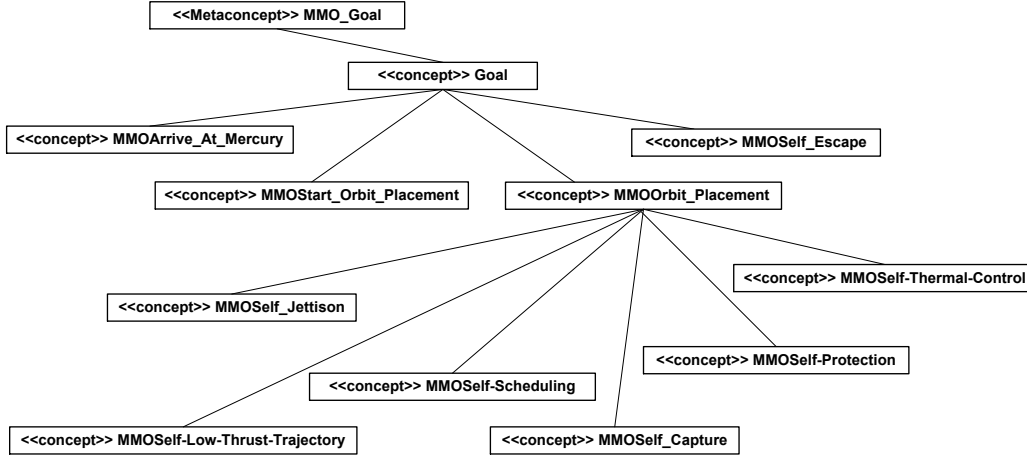 <<Metaconcept>> MMO_Goal
<<concept>> Goal
<<concept>> MMOArrive_At_Mercury
<<concept>> MMOSelf_Escape
<<concept>> MMOStart_Orbit_Placement
<<concept>> MMOOrbit_Placement
<<concept>> MMOSelf-Thermal-Control
<<concept>> MMOSelf_Jettison
<<concept>> MMOSelf-Protection
<<concept>> MMOSelf-Scheduling
<<concept>> MMOSelf-Low-Thrust-Trajectory
<<concept>> MMOSelf_Capture